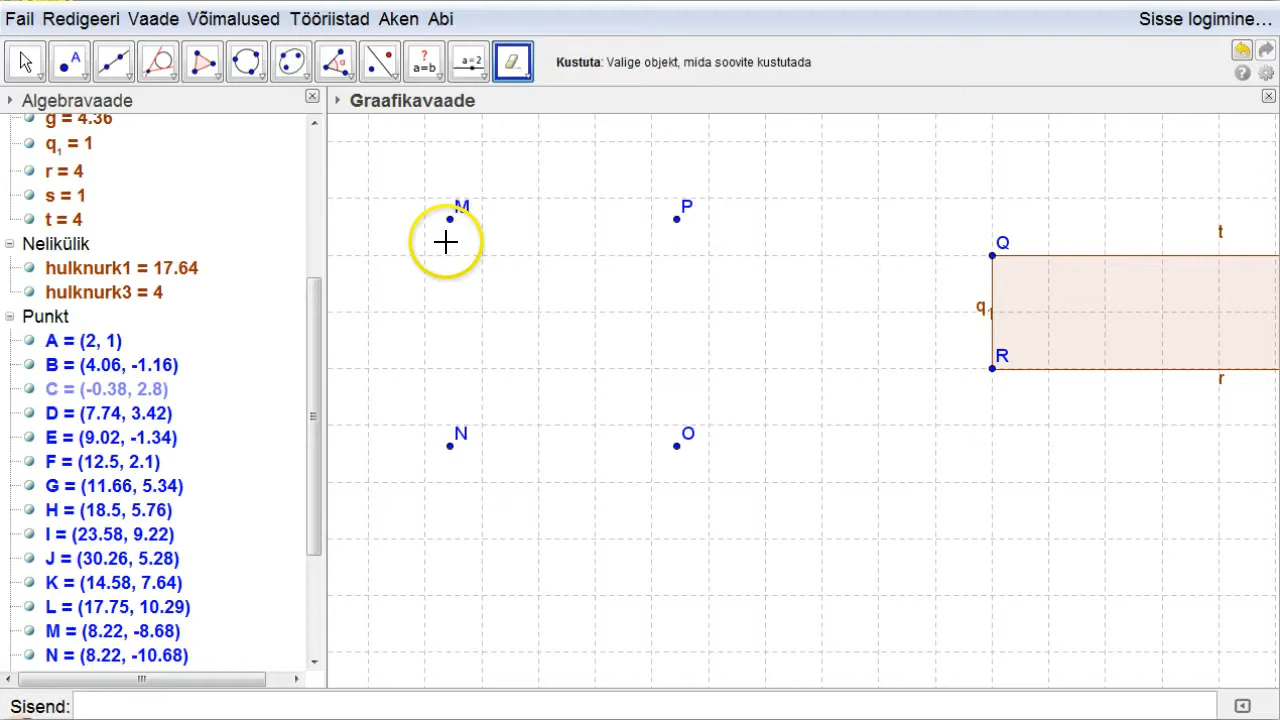 Fail Redigeeri Vaade Võimalused Tööriistad Aken Abi Sisse logimine...
A α ? a=b a=2 Kustuta: Valige objekt, mida soovite kustutada
Algebravaade Graafikavaade
g = 4.36
q1 = 1
r = 4
s = 1
t = 4
Nelikülik
hulknurk1 = 17.64
hulknurk3 = 4
Punkt
A = (2, 1)
B = (4.06, -1.16)
C = (-0.38, 2.8)
D = (7.74, 3.42)
E = (9.02, -1.34)
F = (12.5, 2.1)
G = (11.66, 5.34)
H = (18.5, 5.76)
I = (23.58, 9.22)
J = (30.26, 5.28)
K = (14.58, 7.64)
L = (17.75, 10.29)
M = (8.22, -8.68)
N = (8.22, -10.68)
M P
t
Q
q1
R
r
N O
Sisend: